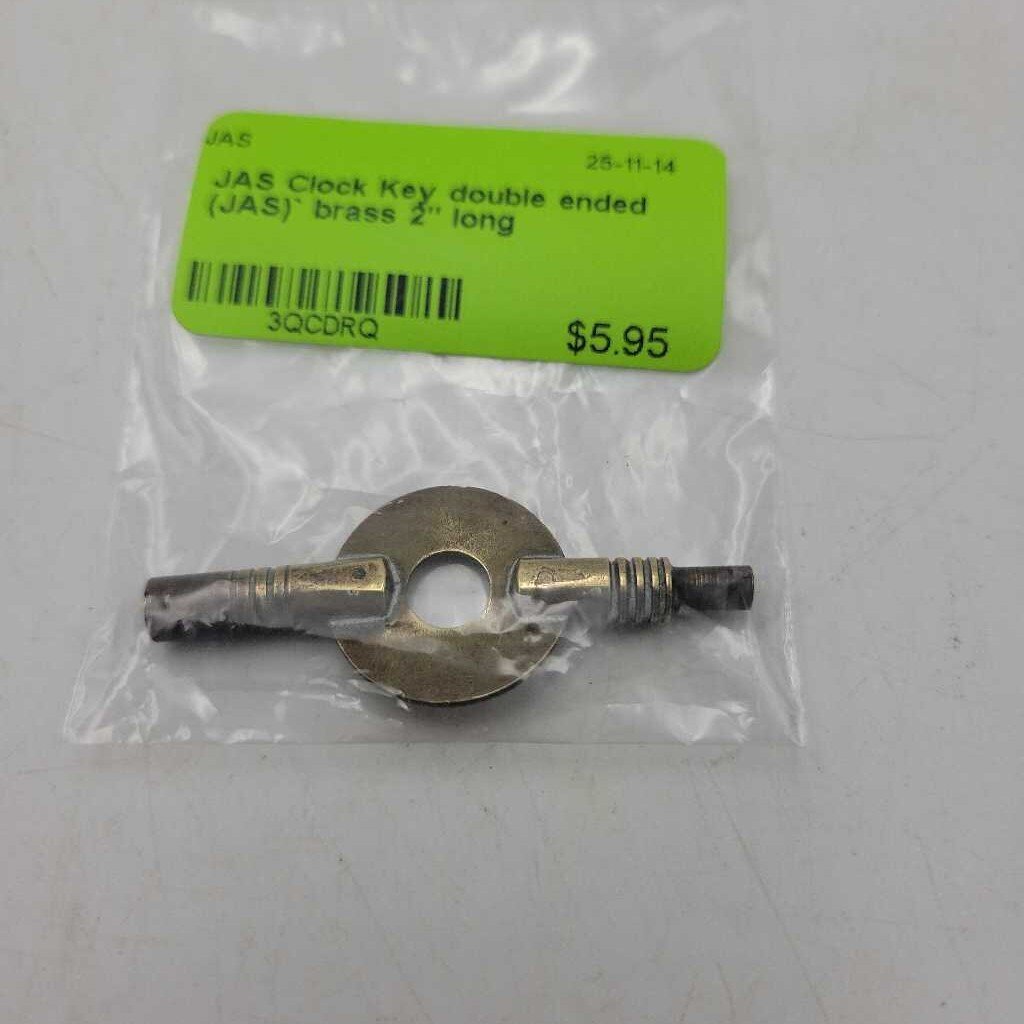 JAS
25-11-14
JAS Clock Key double ended
(JAS)` brass 2" long
3QCDRQ
$5.95